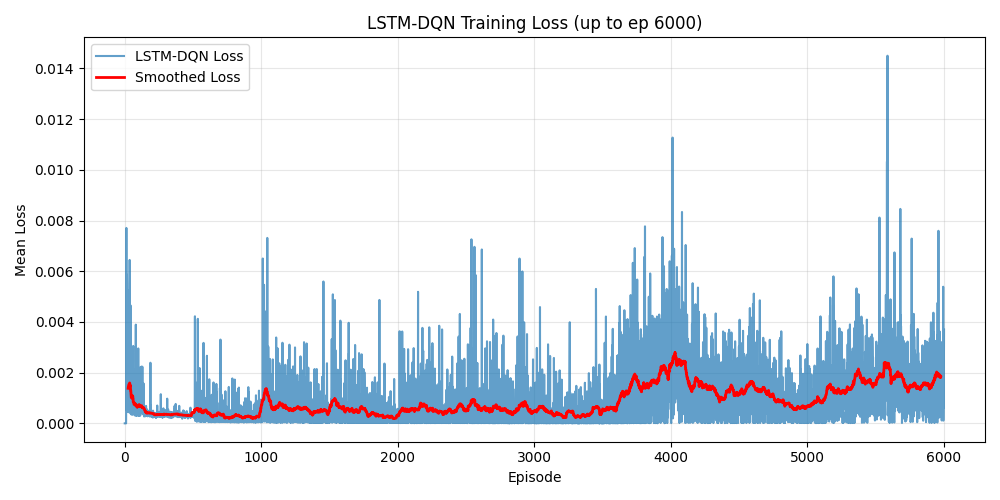 LSTM-DQN Training Loss (up to ep 6000)
LSTM-DQN Loss
Smoothed Loss
0.014
0.012
0.010
0.008
0.006
0.004
0.002
0.000
Mean Loss
0 1000 2000 3000 4000 5000 6000
Episode